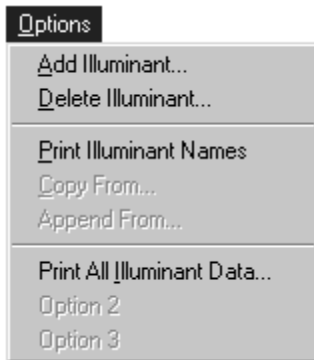 Options
Add Illuminant...
Delete Illuminant...
Print Illuminant Names
Copy From...
Append From...
Print All Illuminant Data...
Option 2
Option 3